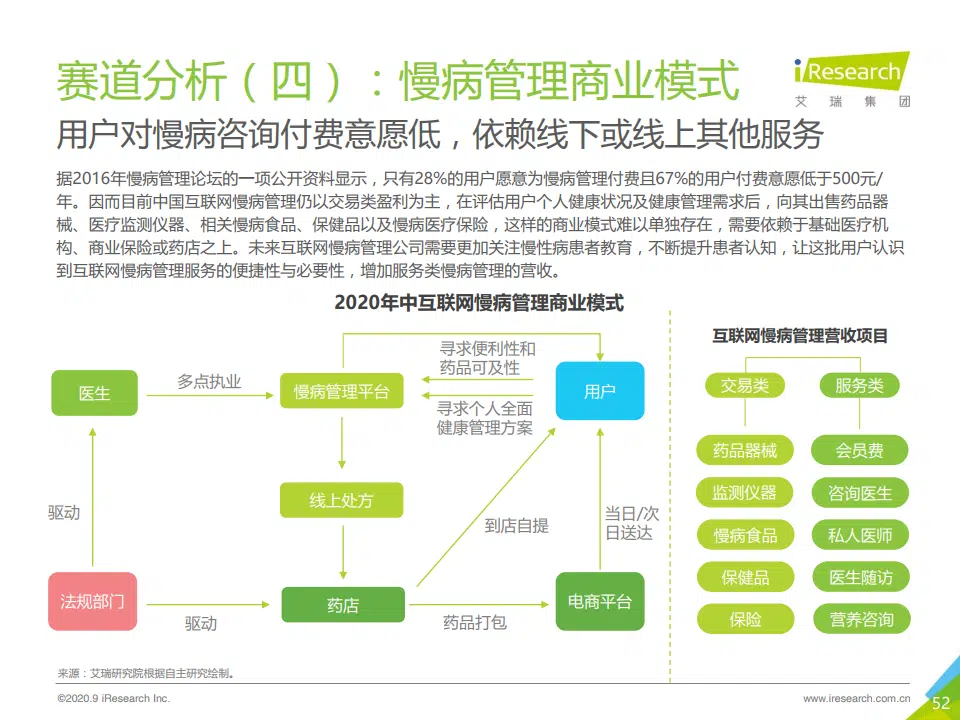 赛道分析（四）：慢病管理商业模式
iResearch
艾瑞集团
用户对慢病咨询付费意愿低，依赖线下或线上其他服务
据2016年慢病管理论坛的一项公开资料显示，只有28%的用户愿意为慢病管理付费且67%的用户付费意愿低于500元/
年。因而目前中国互联网慢病管理仍以交易类盈利为主，在评估用户个人健康状况及健康管理需求后，向其出售药品器
械、医疗监测仪器、相关慢病食品、保健品以及慢病医疗保险，这样的商业模式难以单独存在，需要依赖于基础医疗机
构、商业保险或药店之上。未来互联网慢病管理公司需要更加关注慢性病患者教育，不断提升患者认知，让这批用户认识
到互联网慢病管理服务的便捷性与必要性，增加服务类慢病管理的营收。
2020年中互联网慢病管理商业模式
医生
多点执业
慢病管理平台
寻求便利性和
药品可及性
寻求个人全面
健康管理方案
用户
线上处方
驱动
到店自提
当日/次
日送达
法规部门
驱动
药店
药品打包
电商平台
互联网慢病管理营收项目
交易类
服务类
药品器械
会员费
监测仪器
咨询医生
慢病食品
私人医师
保健品
医生随访
保险
营养咨询
来源：艾瑞研究院根据自主研究绘制。
©2020.9 iResearch Inc.
www.iresearch.com.cn
52